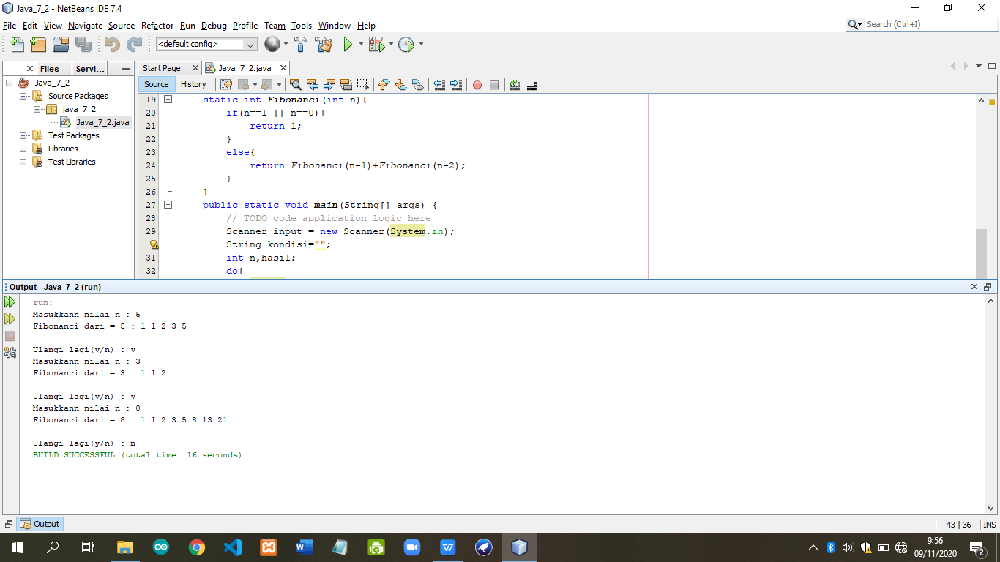 Java_7_2 - NetBeans IDE 7.4
File Edit View Navigate Source Refactor Run Debug Profile Team Tools Window Help
Search (Ctrl+I)
<default config>
Files Servi...
Start Page Java_7_2.java
Source History
Java_7_2
Source Packages
java_7_2
Java_7_2.java
Test Packages
Libraries
Test Libraries
19 static int Fibonanci(int n){
20 if(n==1 || n==0){
21 return 1;
22 }
23 else{
24 return Fibonanci(n-1)+Fibonanci(n-2);
25 }
26 }
27 public static void main(String[] args) {
28 // TODO code application logic here
29 Scanner input = new Scanner(System.in);
String kondisi="";
31 int n,hasil;
32 do{
Output - Java_7_2 (run)
run:
Masukkann nilai n : 5
Fibonanci dari = 5 : 1 1 2 3 5
Ulangi lagi(y/n) : y
Masukkann nilai n : 3
Fibonanci dari = 3 : 1 1 2
Ulangi lagi(y/n) : y
Masukkann nilai n : 8
Fibonanci dari = 8 : 1 1 2 3 5 8 13 21
Ulangi lagi(y/n) : n
BUILD SUCCESSFUL (total time: 16 seconds)
Output
43 | 36 INS
9:56
09/11/2020
2